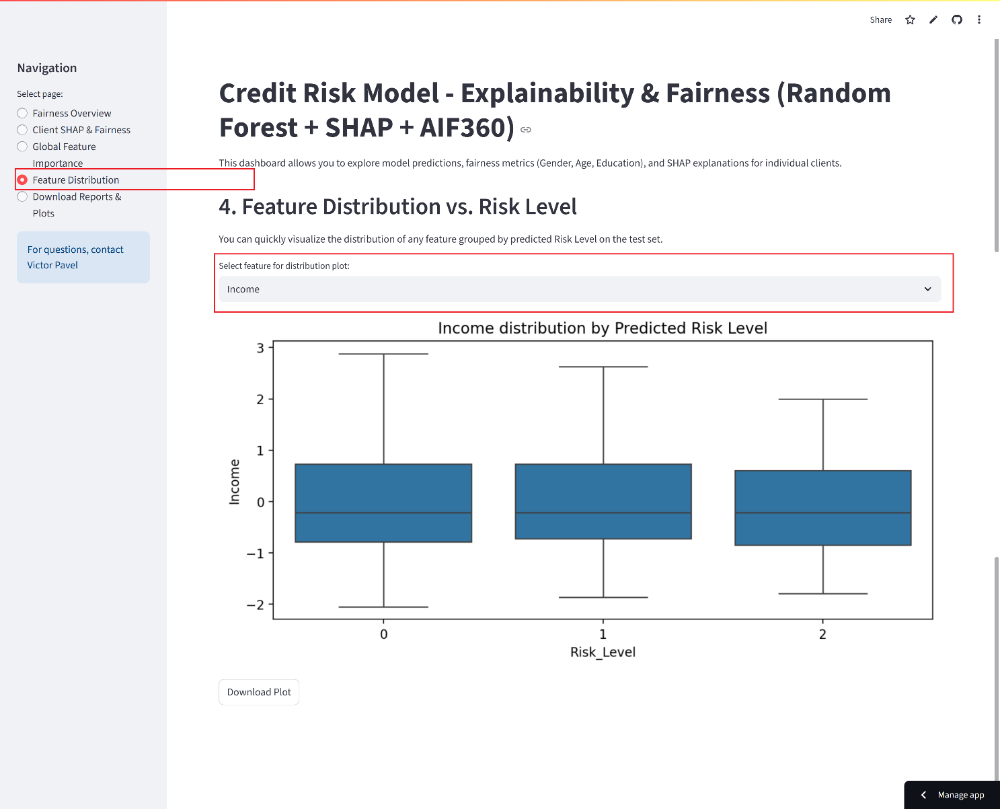 Share
Navigation
Select page:
Fairness Overview
Client SHAP & Fairness
Global Feature
Importance
Feature Distribution
Download Reports &
Plots
For questions, contact
Victor Pavel
Credit Risk Model - Explainability & Fairness (Random
Forest + SHAP + AIF360)
This dashboard allows you to explore model predictions, fairness metrics (Gender, Age, Education), and SHAP explanations for individual clients.
4. Feature Distribution vs. Risk Level
You can quickly visualize the distribution of any feature grouped by predicted Risk Level on the test set.
Select feature for distribution plot:
Income
Income distribution by Predicted Risk Level
3
2
1
0
−1
−2
Income
0 1 2
Risk_Level
Download Plot
Manage app